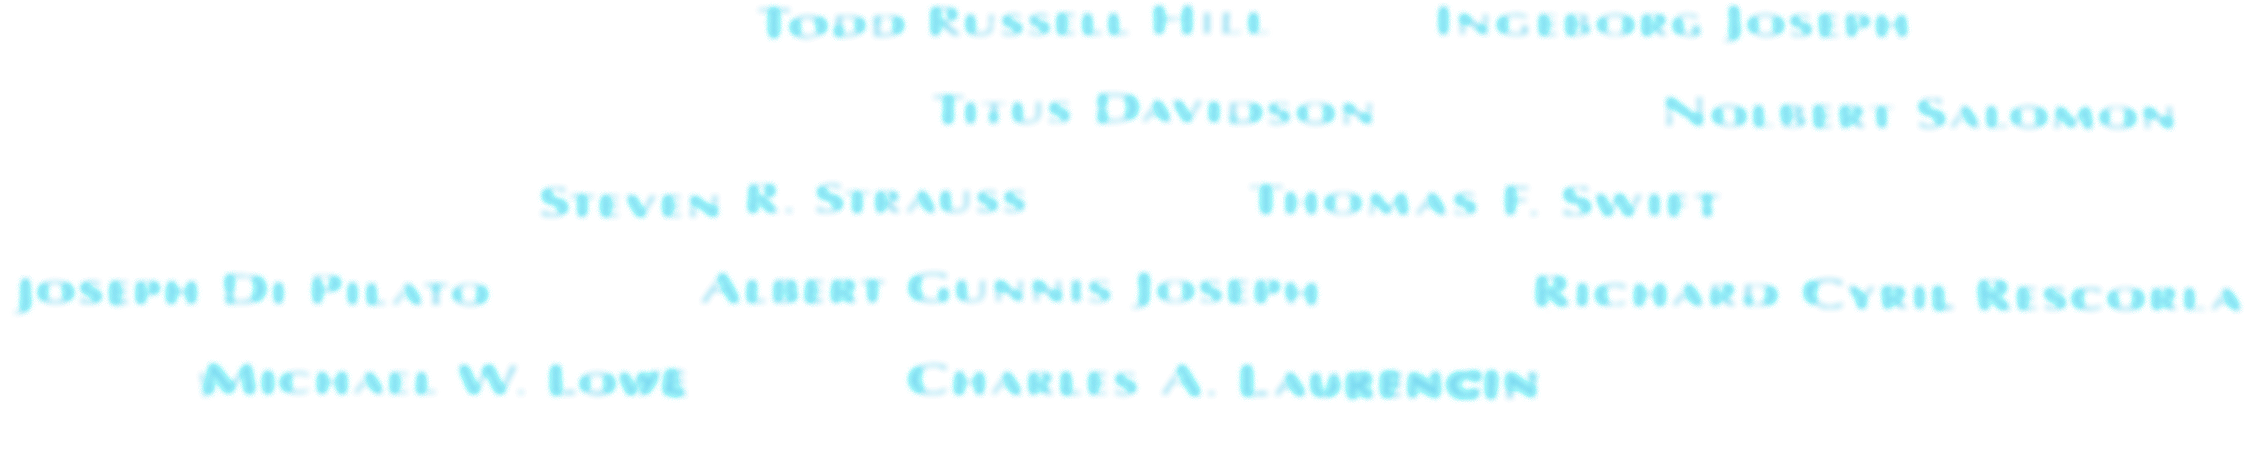 Todd Russell Hill Ingeborg Joseph
Titus Davidson Nolbert Salomon
Steven R. Strauss Thomas F. Swift
Joseph Di Pilato Albert Gunnis Joseph Richard Cyril Rescorla
Michael W. Lowe Charles A. Laurencin